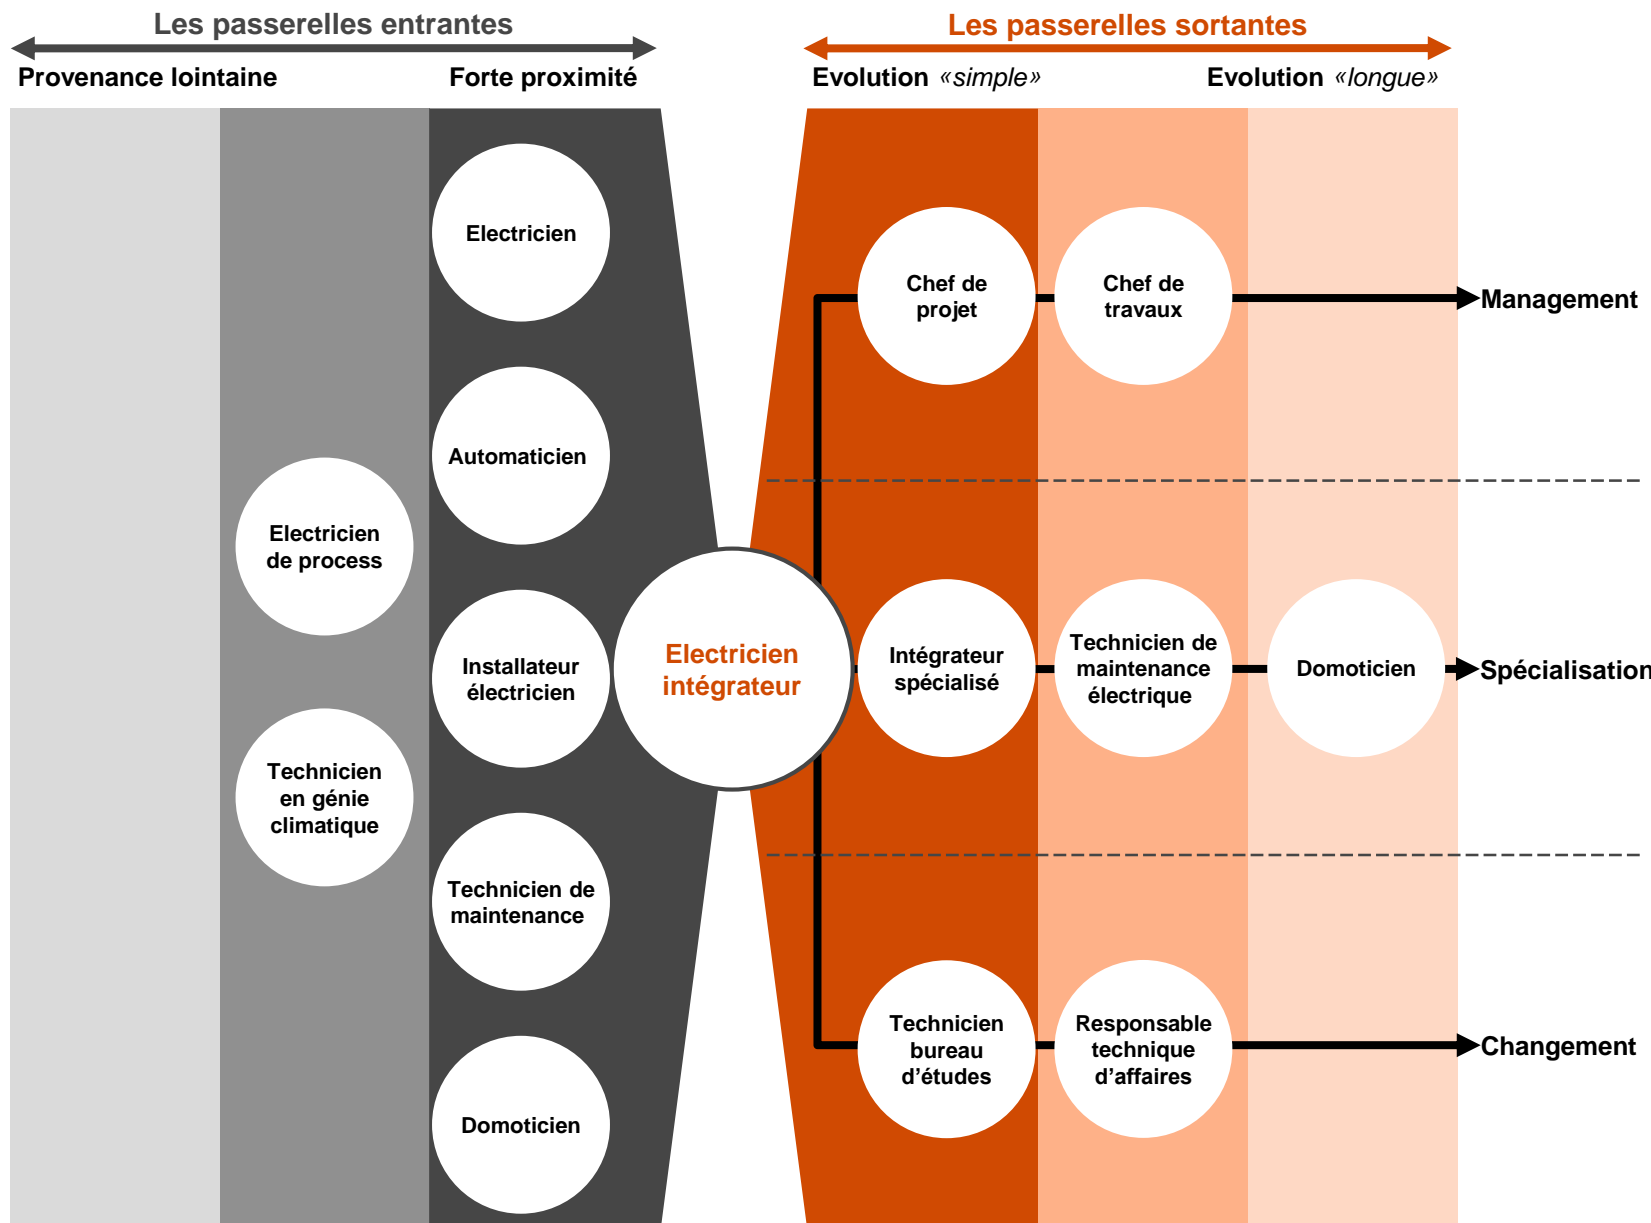 Les passerelles entrantes
Les passerelles sortantes
Provenance lointaine
Forte proximité
Evolution «simple»
Evolution «longue»
Electricien
Automaticien
Electricien
de process
Installateur
électricien
Technicien
en génie
climatique
Technicien de
maintenance
Domoticien
Electricien
intégrateur
Chef de
projet
Chef de
travaux
Management
Intégrateur
spécialisé
Technicien de
maintenance
électrique
Domoticien
Spécialisation
Technicien
bureau
d’études
Responsable
technique
d’affaires
Changement